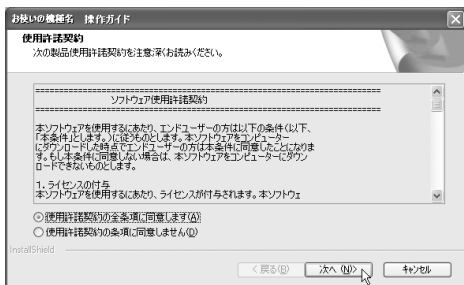 お使いの機種名 操作ガイド
使用許諾契約
次の製品使用許諾契約を注意深くお読みください。
ソフトウェア使用許諾契約
本ソフトウェアを使用するにあたり、エンドユーザーの方は以下の条件(以下、
「本条件」とします。)に従うものとします。本ソフトウェアをコンピューター
にダウンロードした時点でエンドユーザーの方は本条件に同意したことになりま
す。もし本条件に同意しない場合は、本ソフトウェアをコンピューターにダウン
ロードできないものとします。
1. ライセンスの付与
本ソフトウェアを使用するにあたり、ライセンスが付与されます。本ソフトウェ
使用許諾契約の全条項に同意します(A)
使用許諾契約の条項に同意しません(D)
InstallShield
< 戻る(B)
次へ (N)>
キャンセル